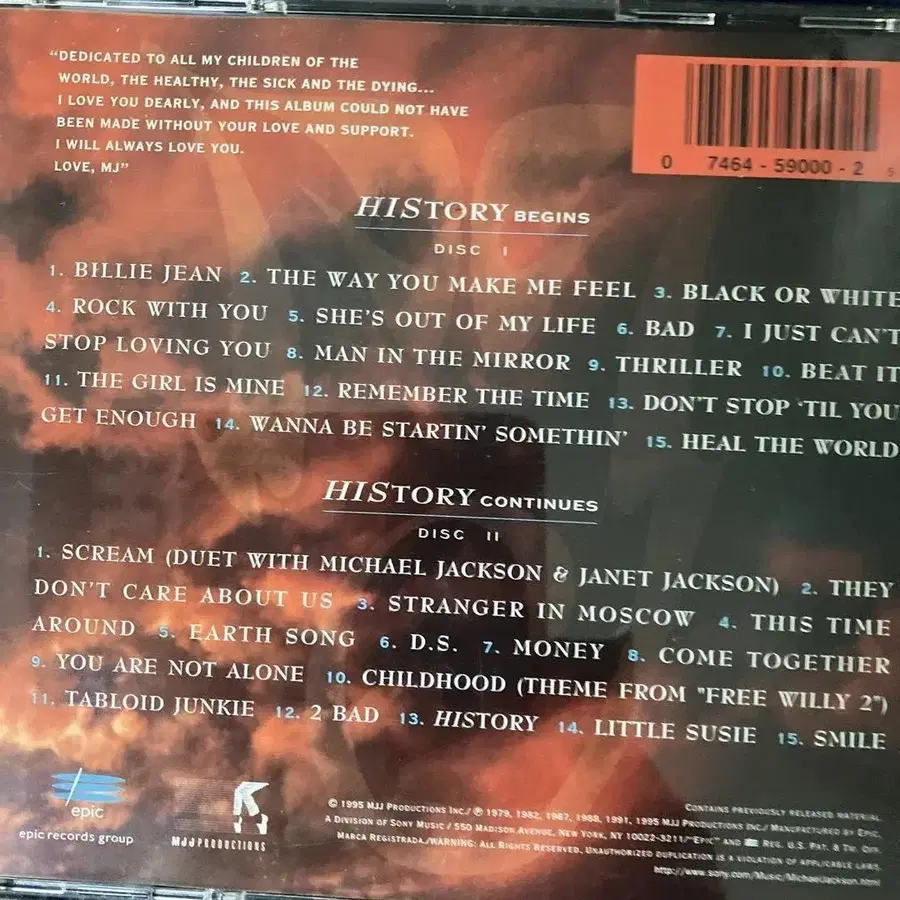 “DEDICATED TO ALL MY CHILDREN OF THE
WORLD, THE HEALTHY, THE SICK AND THE DYING...
I LOVE YOU DEARLY, AND THIS ALBUM COULD NOT HAVE
BEEN MADE WITHOUT YOUR LOVE AND SUPPORT.
I WILL ALWAYS LOVE YOU.
LOVE, MJ”
0 7464-59000-2 5
HISTORY BEGINS
DISC I
1. BILLIE JEAN 2. THE WAY YOU MAKE ME FEEL 3. BLACK OR WHITE
4. ROCK WITH YOU 5. SHE'S OUT OF MY LIFE 6. BAD 7. I JUST CAN'T
STOP LOVING YOU 8. MAN IN THE MIRROR 9. THRILLER 10. BEAT IT
11. THE GIRL IS MINE 12. REMEMBER THE TIME 13. DON'T STOP 'TIL YOU
GET ENOUGH 14. WANNA BE STARTIN' SOMETHIN' 15. HEAL THE WORLD
HISTORY CONTINUES
DISC II
1. SCREAM (DUET WITH MICHAEL JACKSON & JANET JACKSON) 2. THEY
DON'T CARE ABOUT US 3. STRANGER IN MOSCOW 4. THIS TIME
AROUND 5. EARTH SONG 6. D.S. 7. MONEY 8. COME TOGETHER
9. YOU ARE NOT ALONE 10. CHILDHOOD (THEME FROM "FREE WILLY 2")
11. TABLOID JUNKIE 12. 2 BAD 13. HISTORY 14. LITTLE SUSIE 15. SMILE
epic
epic records group
MJJPRODUCTIONS
© 1995 MJJ PRODUCTIONS INC./ ℗ 1979, 1982, 1987, 1988, 1991, 1995 MJJ PRODUCTIONS INC./ MANUFACTURED BY EPIC,
CONTAINS PREVIOUSLY RELEASED MATERIAL.
A DIVISION OF SONY MUSIC / 550 MADISON AVENUE, NEW YORK, NY 10022-3211/"EPIC" AND REG. U.S. PAT. & TM. OFF.
MARCA REGISTRADA./WARNING: ALL RIGHTS RESERVED. UNAUTHORIZED DUPLICATION IS A VIOLATION OF APPLICABLE LAWS.
http://www.sony.com/Music/MichaelJackson.html